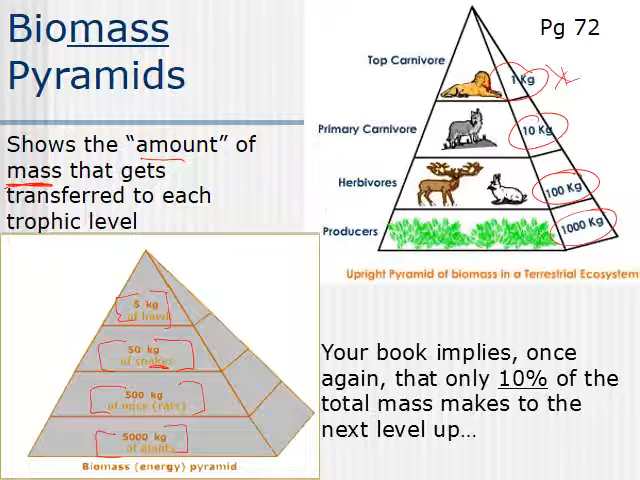 Biomass
Pyramids
Pg 72
Shows the “amount” of
mass that gets
transferred to each
trophic level
Top Carnivore
1 Kg
Primary Carnivore
10 Kg
Herbivores
100 Kg
Producers
1000 Kg
Upright Pyramid of biomass in a Terrestrial Ecosystem
5 kg
of hawk
50 kg
of snakes
500 kg
of mice (rats)
5000 kg
of plants
Biomass (energy) pyramid
Your book implies, once
again, that only 10% of the
total mass makes to the
next level up…